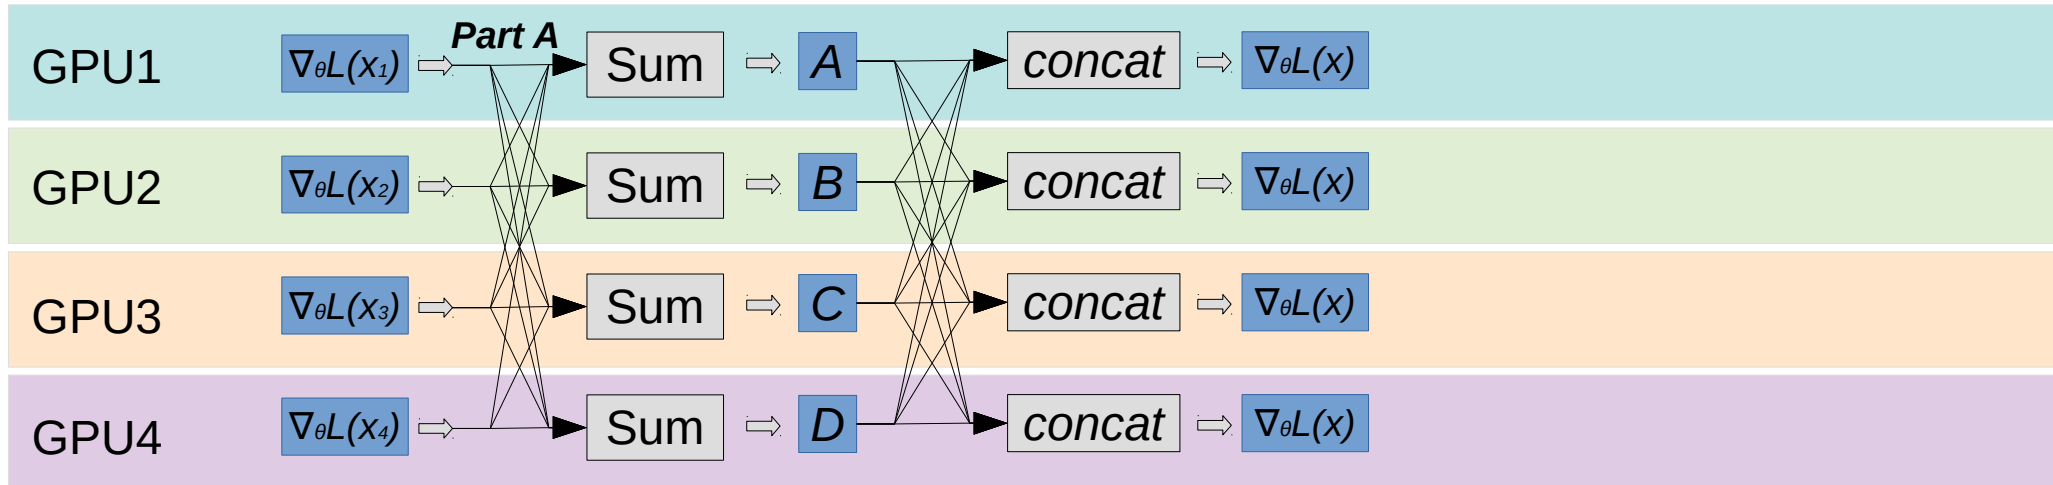 Part A
GPU1 ∇θL(x1) Sum A concat ∇θL(x)
GPU2 ∇θL(x2) Sum B concat ∇θL(x)
GPU3 ∇θL(x3) Sum C concat ∇θL(x)
GPU4 ∇θL(x4) Sum D concat ∇θL(x)